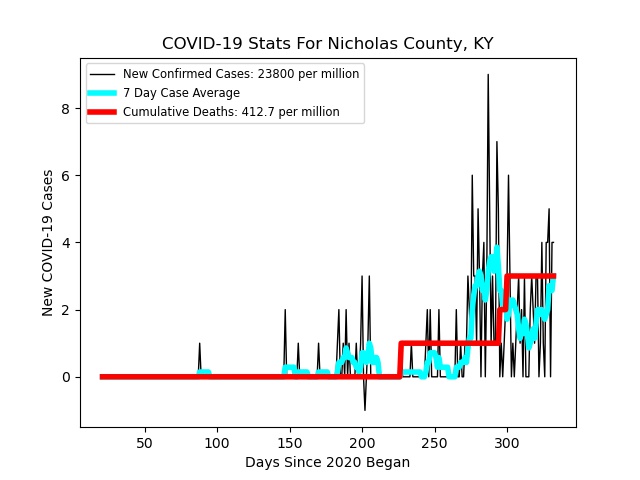 COVID-19 Stats For Nicholas County, KY
New Confirmed Cases: 23800 per million
7 Day Case Average
Cumulative Deaths: 412.7 per million
New COVID-19 Cases
8
6
4
2
0
50 100 150 200 250 300
Days Since 2020 Began